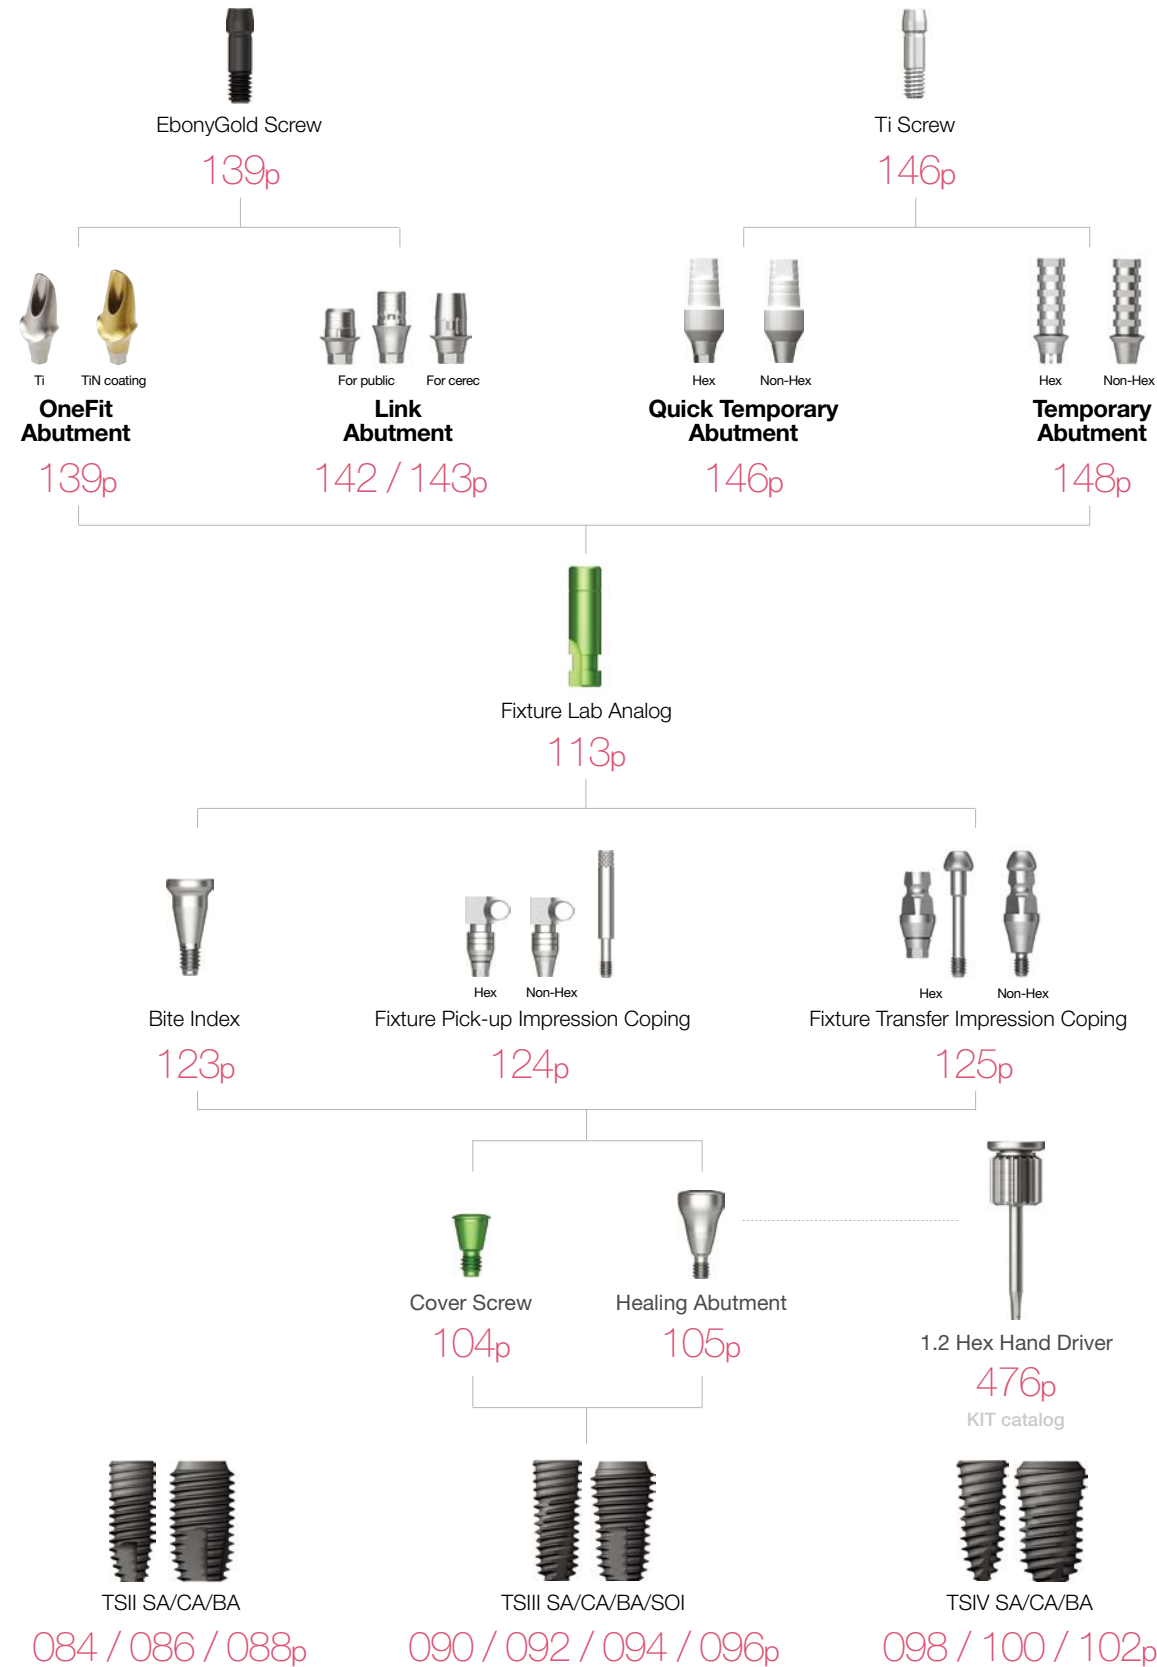 EbonyGold Screw
139p
Ti Screw
146p
Ti
TiN coating
OneFit
Abutment
139p
For public
For cerec
Link
Abutment
142 / 143p
Hex
Non-Hex
Quick Temporary
Abutment
146p
Hex
Non-Hex
Temporary
Abutment
148p
Fixture Lab Analog
113p
Bite Index
123p
Hex
Non-Hex
Fixture Pick-up Impression Coping
124p
Hex
Non-Hex
Fixture Transfer Impression Coping
125p
Cover Screw
104p
Healing Abutment
105p
1.2 Hex Hand Driver
476p
KIT catalog
TSII SA/CA/BA
084 / 086 / 088p
TSIII SA/CA/BA/SOI
090 / 092 / 094 / 096p
TSIV SA/CA/BA
098 / 100 / 102p